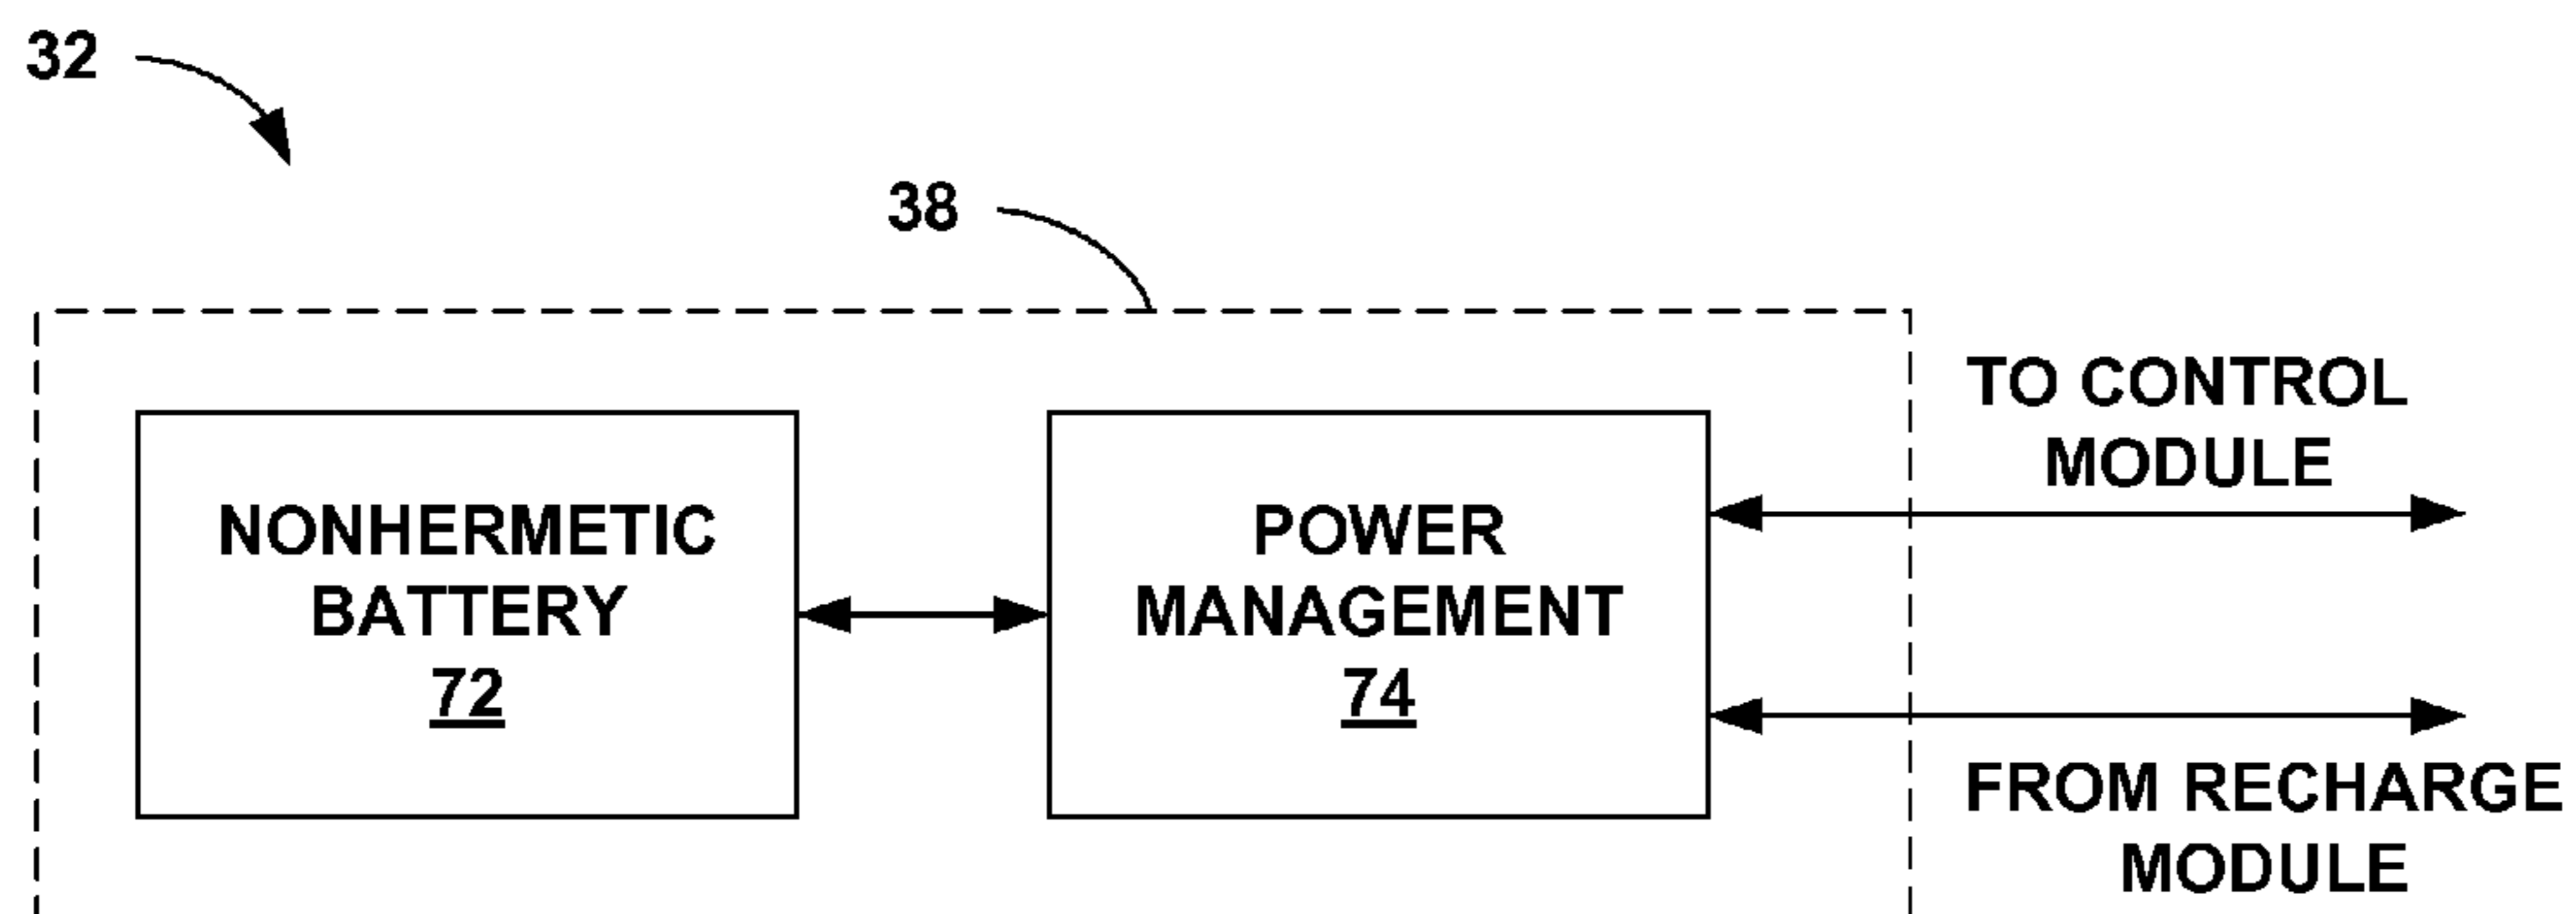 32
38
TO CONTROL
MODULE
NONHERMETIC
BATTERY
72
POWER
MANAGEMENT
74
FROM RECHARGE
MODULE